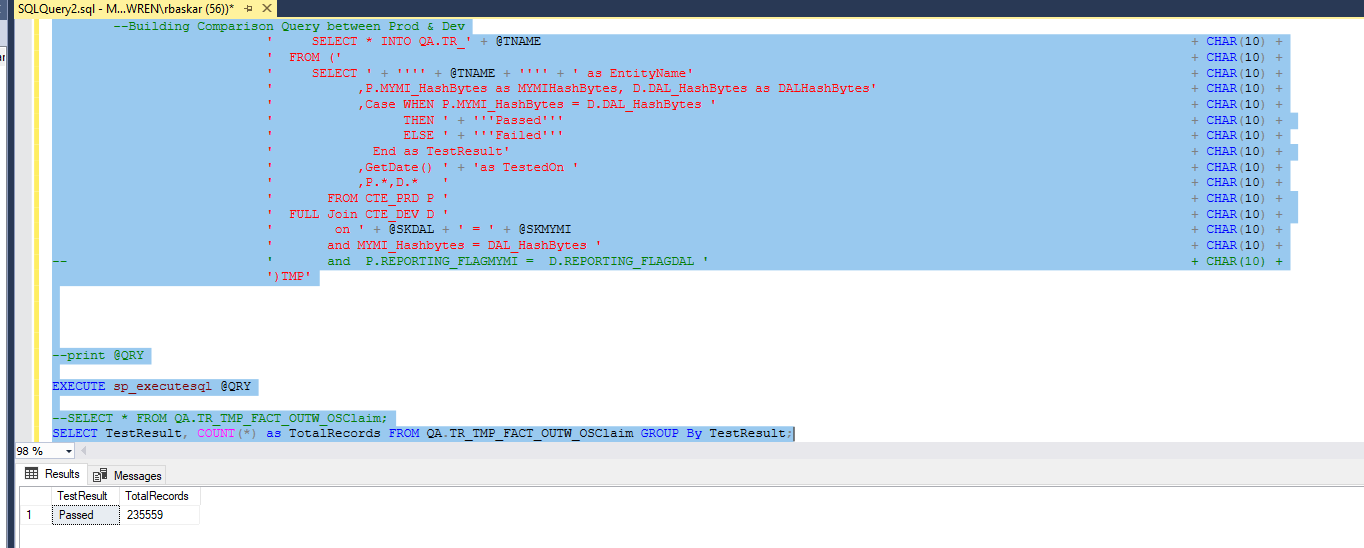 SQLQuery2.sql - M...WREN\rbaskar (56))*
--Building Comparison Query between Prod & Dev
' SELECT * INTO QA.TR_' + @TNAME + CHAR(10) +
' FROM (' + CHAR(10) +
' SELECT ' + '''' + @TNAME + '''' + ' as EntityName' + CHAR(10) +
' ,P.MYMI_HashBytes as MYMIHashBytes, D.DAL_HashBytes as DALHashBytes' + CHAR(10) +
' ,Case WHEN P.MYMI_HashBytes = D.DAL_HashBytes ' + CHAR(10) +
' THEN ' + '''Passed''' + CHAR(10) +
' ELSE ' + '''Failed''' + CHAR(10) +
' End as TestResult' + CHAR(10) +
' ,GetDate() ' + 'as TestedOn ' + CHAR(10) +
' ,P.*,D.* ' + CHAR(10) +
' FROM CTE_PRD P ' + CHAR(10) +
' FULL Join CTE_DEV D ' + CHAR(10) +
' on ' + @SKDAL + ' = ' + @SKMYMI + CHAR(10) +
' and MYMI_Hashbytes = DAL_HashBytes ' + CHAR(10) +
-- ' and P.REPORTING_FLAGMYMI = D.REPORTING_FLAGDAL ' + CHAR(10) +
')TMP'
--print @QRY
EXECUTE sp_executesql @QRY
--SELECT * FROM QA.TR_TMP_FACT_OUTW_OSClaim;
SELECT TestResult, COUNT(*) as TotalRecords FROM QA.TR_TMP_FACT_OUTW_OSClaim GROUP By TestResult;
98 %
Results Messages
TestResult TotalRecords
1 Passed 235559